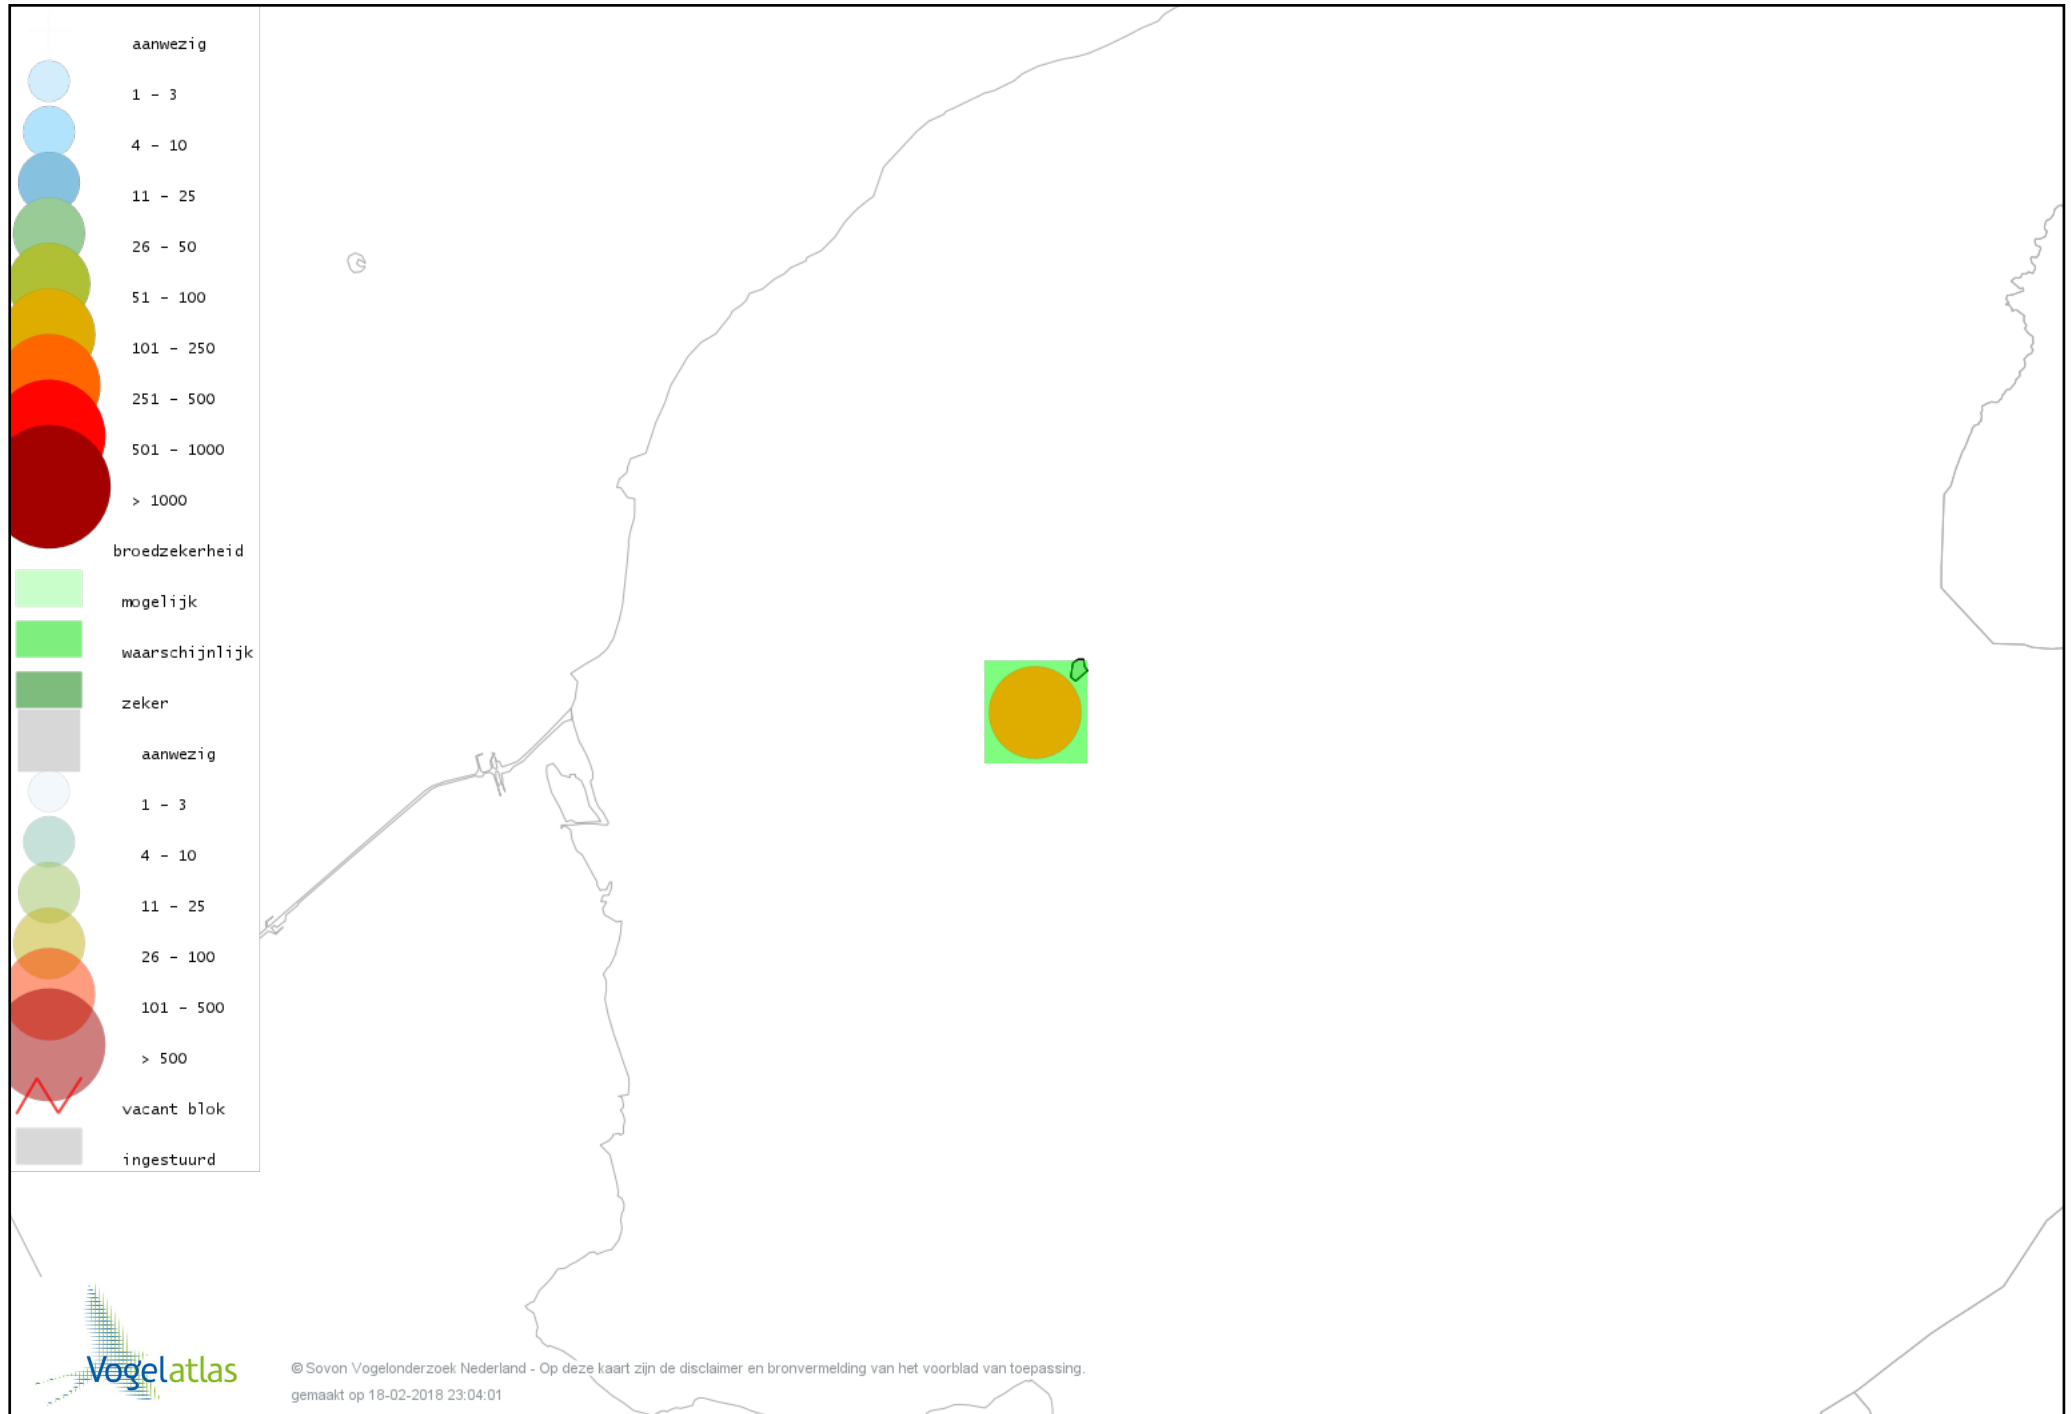 aanwezig
1 - 3
4 - 10
11 - 25
26 - 50
51 - 100
101 - 250
251 - 500
501 - 1000
> 1000
broedzekerheid
mogelijk
waarschijnlijk
zeker
aanwezig
1 - 3
4 - 10
11 - 25
26 - 100
101 - 500
> 500
vacant blok
ingestuurd
Vogelatlas
© Sovon Vogelonderzoek Nederland - Op deze kaart zijn de disclaimer en bronvermelding van het voorblad van toepassing.
gemaakt op 18-02-2018 23:04:01